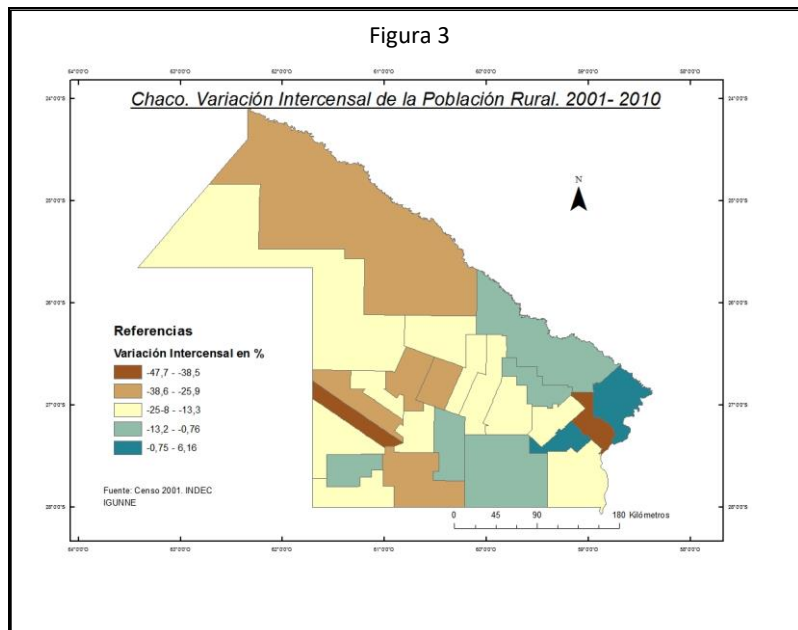 Figura 3
Chaco. Variación Intercensal de la Población Rural. 2001- 2010
N
Referencias
Variación Intercensal en %
-47,7 - -38,5
-38,6 - -25,9
-25-8 - -13,3
-13,2 - -0,76
-0,75 - 6,16
Fuente: Censo 2001. INDEC
IGUNNE
0 45 90 180 Kilómetros